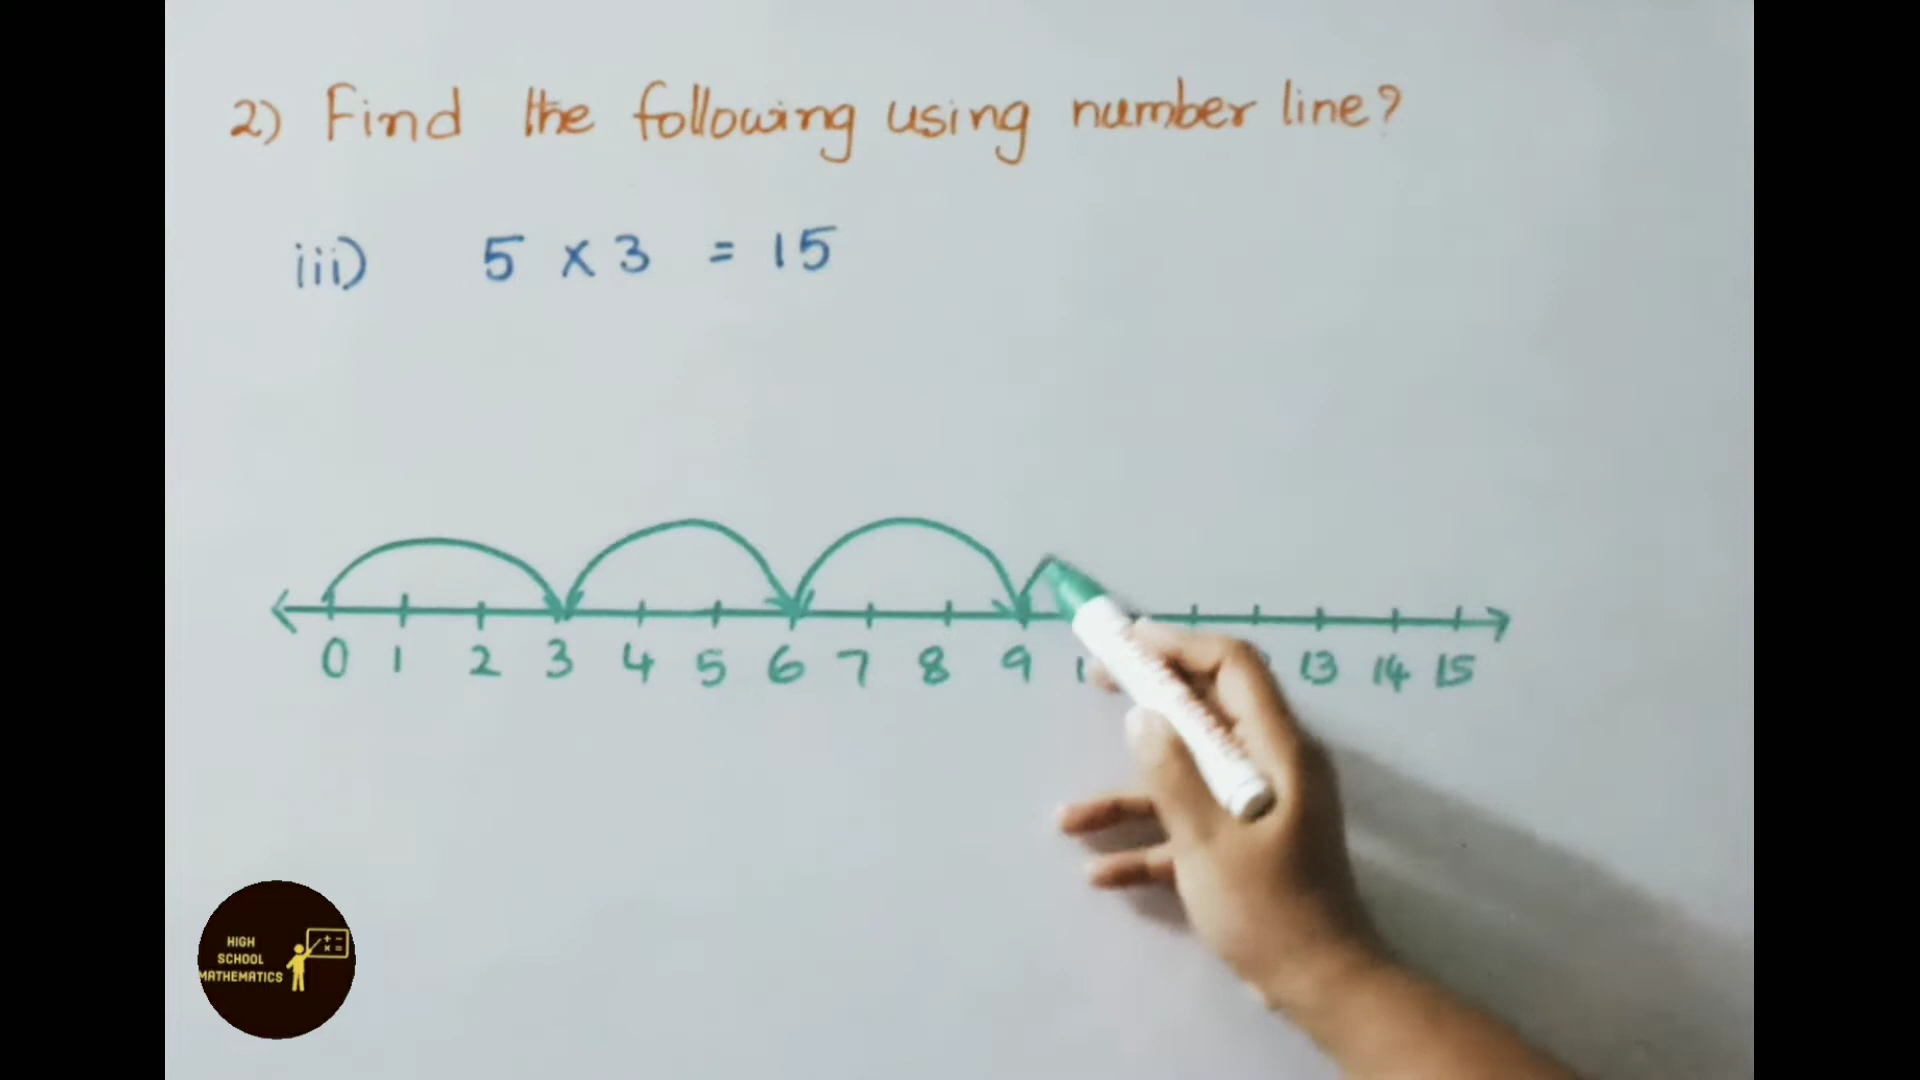 2) Find the following using number line?
iii) 5 x 3 = 15
0 1 2 3 4 5 6 7 8 9 13 14 15
HIGH
SCHOOL
MATHEMATICS